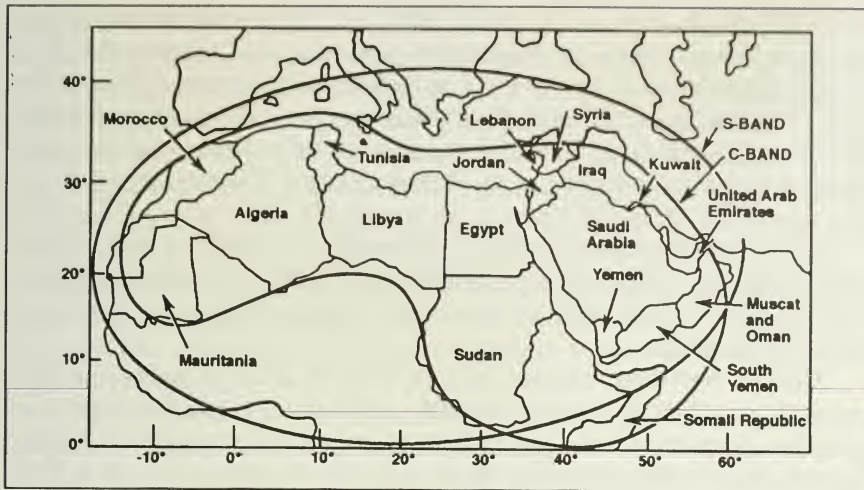 40°
30°
20°
10°
0°
-10°
0°
10°
20°
30°
40°
50°
60°
Morocco
Tunisia
Lebanon
Syria
Jordan
Iraq
Kuwait
S-BAND
C-BAND
United Arab
Emirates
Algeria
Libya
Egypt
Saudi
Arabia
Yemen
Muscat
and
Oman
Mauritania
Sudan
South
Yemen
Somali Republic